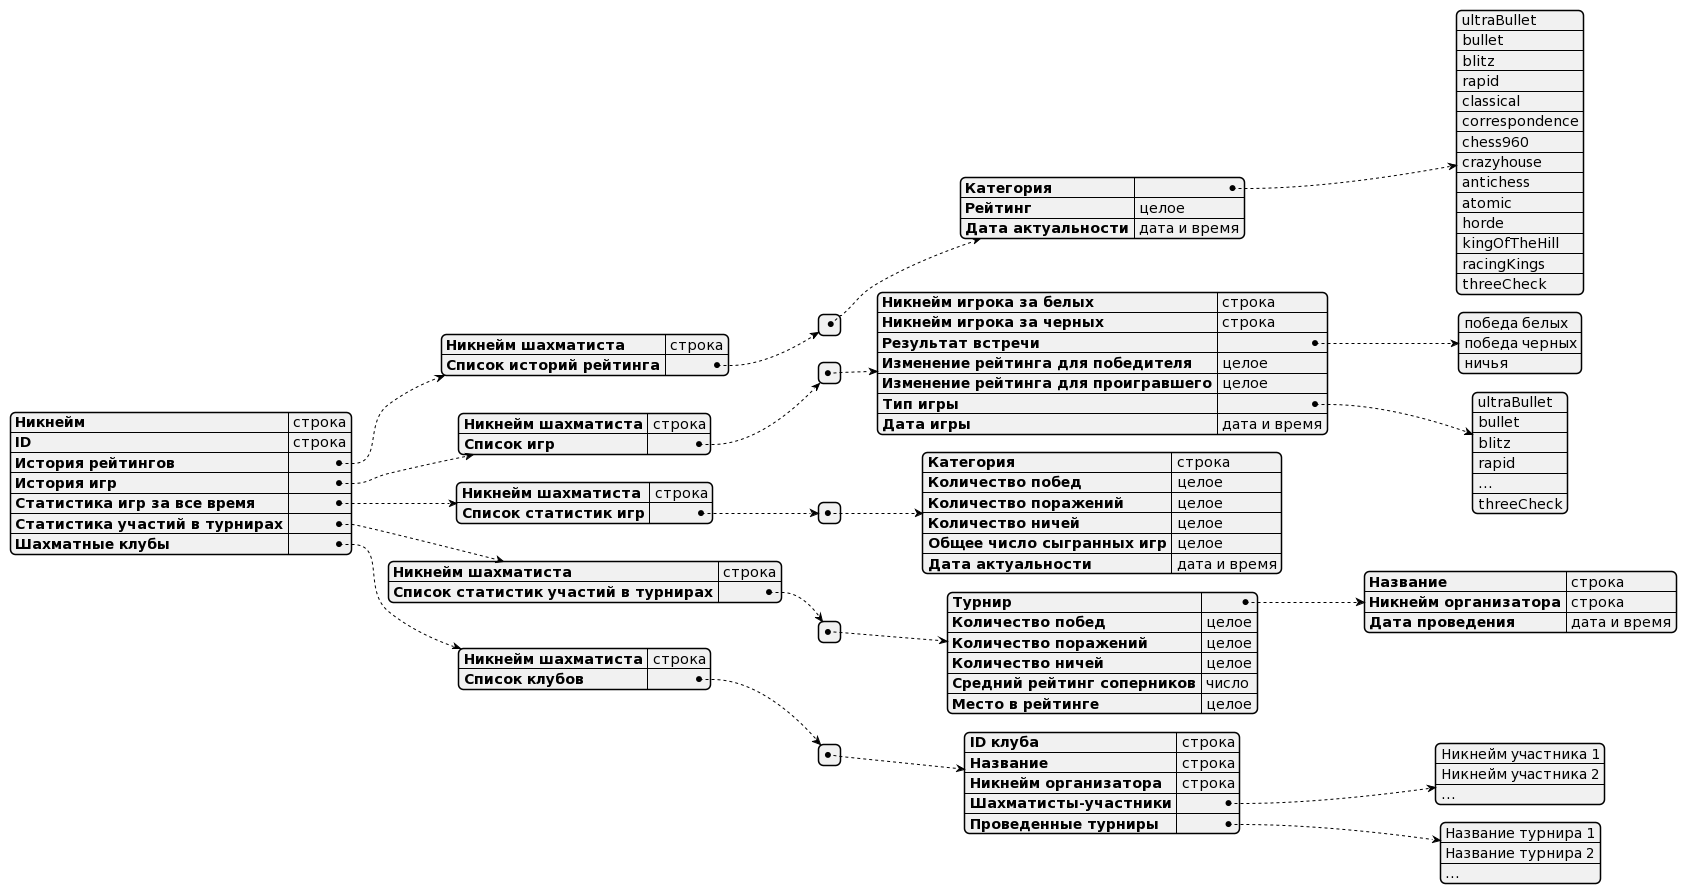 Никнейм строка
ID строка
История рейтингов
История игр
Статистика игр за все время
Статистика участий в турнирах
Шахматные клубы
Никнейм шахматиста строка
Список историй рейтинга
Никнейм шахматиста строка
Список игр
Никнейм шахматиста строка
Список статистик игр
Никнейм шахматиста строка
Список статистик участий в турнирах
Никнейм шахматиста строка
Список клубов
Категория
Рейтинг целое
Дата актуальности дата и время
Никнейм игрока за белых строка
Никнейм игрока за черных строка
Результат встречи
Изменение рейтинга для победителя целое
Изменение рейтинга для проигравшего целое
Тип игры
Дата игры дата и время
Категория строка
Количество побед целое
Количество поражений целое
Количество ничей целое
Общее число сыгранных игр целое
Дата актуальности дата и время
Турнир
Количество побед целое
Количество поражений целое
Количество ничей целое
Средний рейтинг соперников число
Место в рейтинге целое
ID клуба строка
Название строка
Никнейм организатора строка
Шахматисты-участники
Проведенные турниры
ultraBullet
bullet
blitz
rapid
classical
correspondence
chess960
crazyhouse
antichess
atomic
horde
kingOfTheHill
racingKings
threeCheck
победа белых
победа черных
ничья
ultraBullet
bullet
blitz
rapid
...
threeCheck
Название строка
Никнейм организатора строка
Дата проведения дата и время
Никнейм участника 1
Никнейм участника 2
...
Название турнира 1
Название турнира 2
...